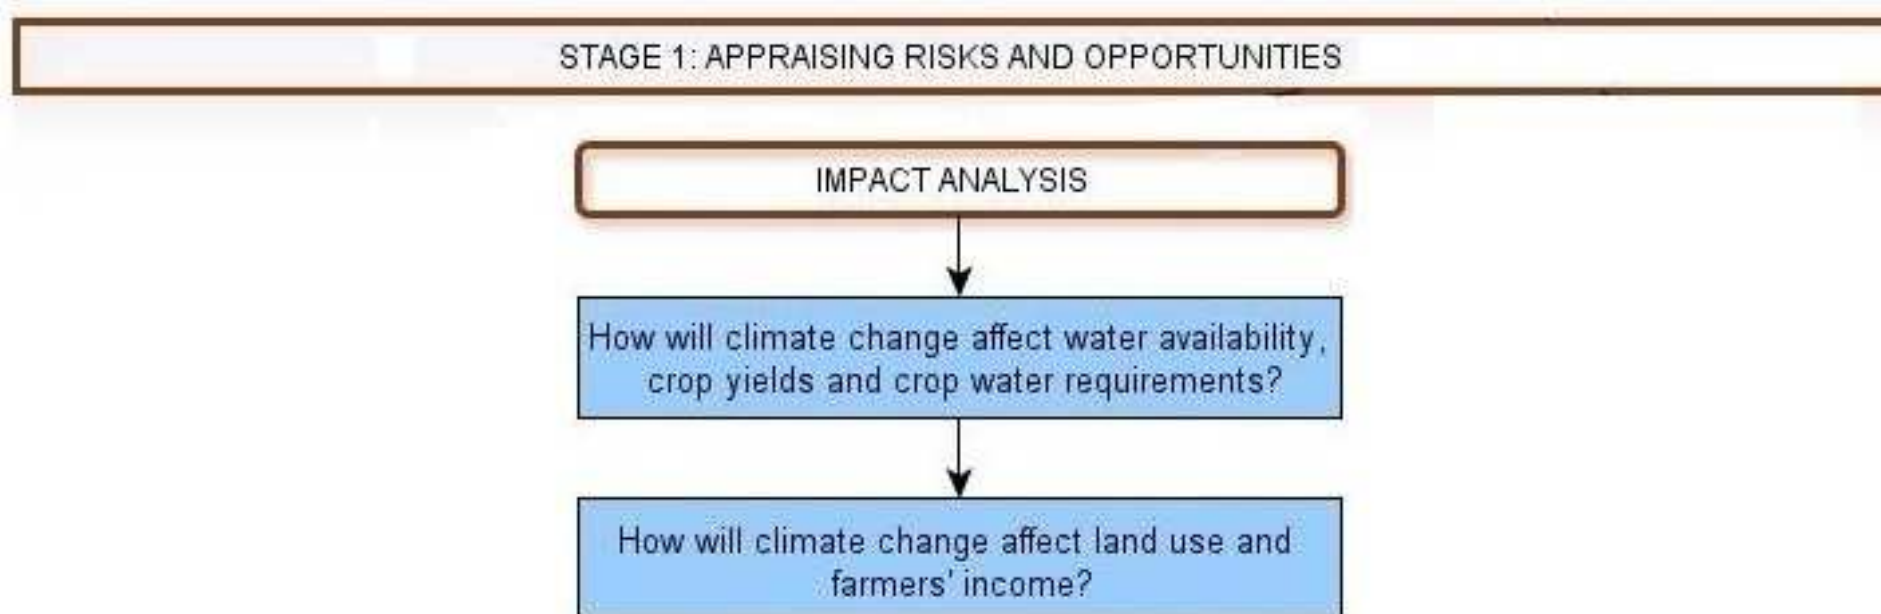 STAGE 1: APPRAISING RISKS AND OPPORTUNITIES
IMPACT ANALYSIS
How will climate change affect water availability,
crop yields and crop water requirements?
How will climate change affect land use and
farmers' income?